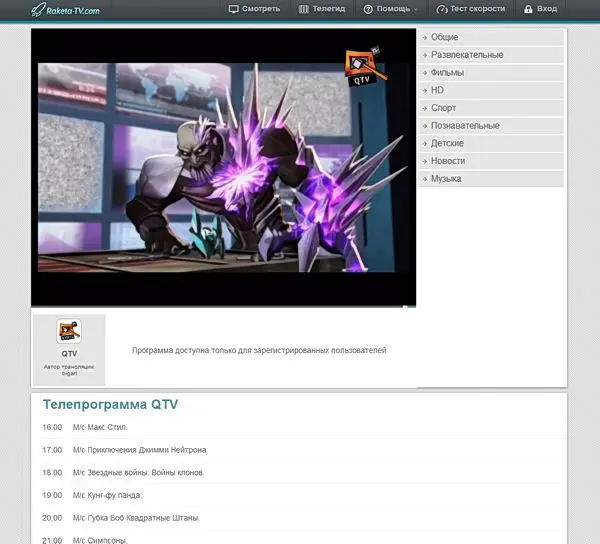 Raketa-TV.com
Смотреть
Телегид
Помощь
Тест скорости
Вход
QTV
Общие
Развлекательные
Фильмы
HD
Спорт
Познавательные
Детские
Новости
Музыка
QTV
Автор трансляции:
bigart
Программа доступна только для зарегистрированных пользователей
Телепрограмма QTV
16:00 М/с Макс Стил.
17:00 М/с Приключения Джимми Нейтрона.
18:00 М/с Звездные войны: Войны клонов.
19:00 М/с Кунг-фу панда.
20:00 М/с Губка Боб Квадратные Штаны.
21:00 М/с Симпсоны.